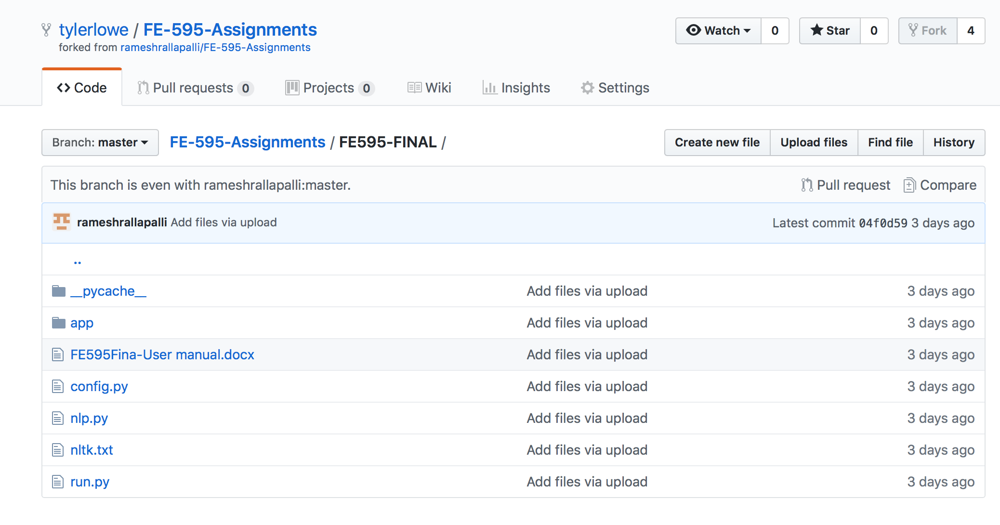 tylerlowe / FE-595-Assignments
Watch 0 Star 0 Fork 4
forked from rameshrallapalli/FE-595-Assignments
Code Pull requests 0 Projects 0 Wiki Insights Settings
Branch: master FE-595-Assignments / FE595-FINAL / Create new file Upload files Find file History
This branch is even with rameshrallapalli:master. Pull request Compare
rameshrallapalli Add files via upload Latest commit 04f0d59 3 days ago
..
__pycache__ Add files via upload 3 days ago
app Add files via upload 3 days ago
FE595Fina-User manual.docx Add files via upload 3 days ago
config.py Add files via upload 3 days ago
nlp.py Add files via upload 3 days ago
nltk.txt Add files via upload 3 days ago
run.py Add files via upload 3 days ago